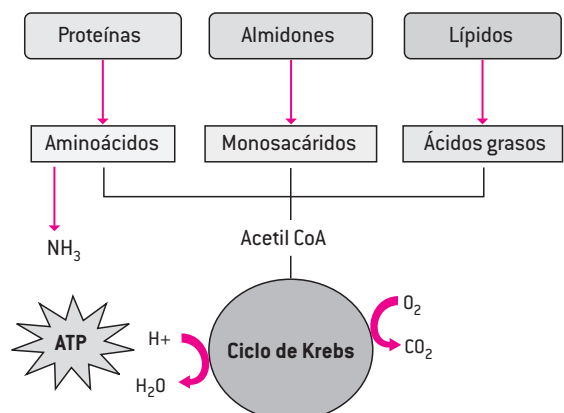 Proteínas
Almidones
Lípidos
Aminoácidos
Monosacáridos
Ácidos grasos
NH₃
Acetil CoA
ATP
H+
H₂O
Ciclo de Krebs
O₂
CO₂